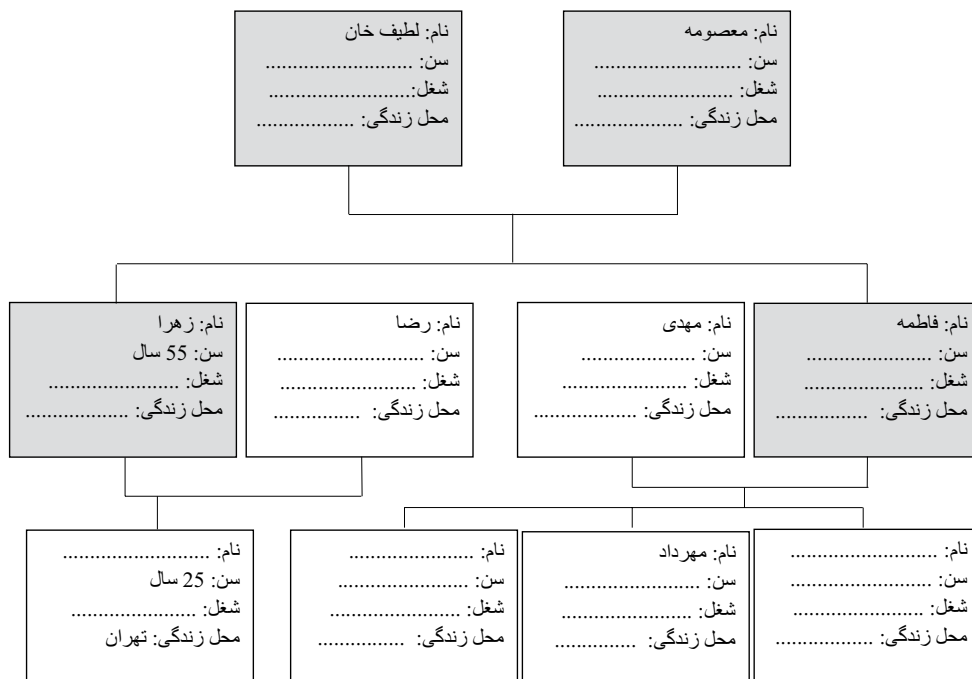 نام: معصومه
سن: ...........................
شغل: .........................
محل زندگی: ....................
نام: لطیف خان
سن: ...........................
شغل:..........................
محل زندگی: ..................
نام: فاطمه
سن: .......................
شغل: ......................
محل زندگی: .................
نام: مهدی
سن: .....................
شغل: .......................
محل زندگی: ...................
نام: رضا
سن: ...........................
شغل: .........................
محل زندگی: ................
نام: زهرا
سن: 55 سال
شغل: ........................
محل زندگی: ...................
نام: ...........................
سن: .........................
شغل: ........................
محل زندگی: ..................
نام: مهرداد
سن: ..........................
شغل: ........................
محل زندگی: ...............
نام: .......................
سن: ........................
شغل: ........................
محل زندگی: ................
نام: ...........................
سن: 25 سال
شغل: .......................
محل زندگی: تهران